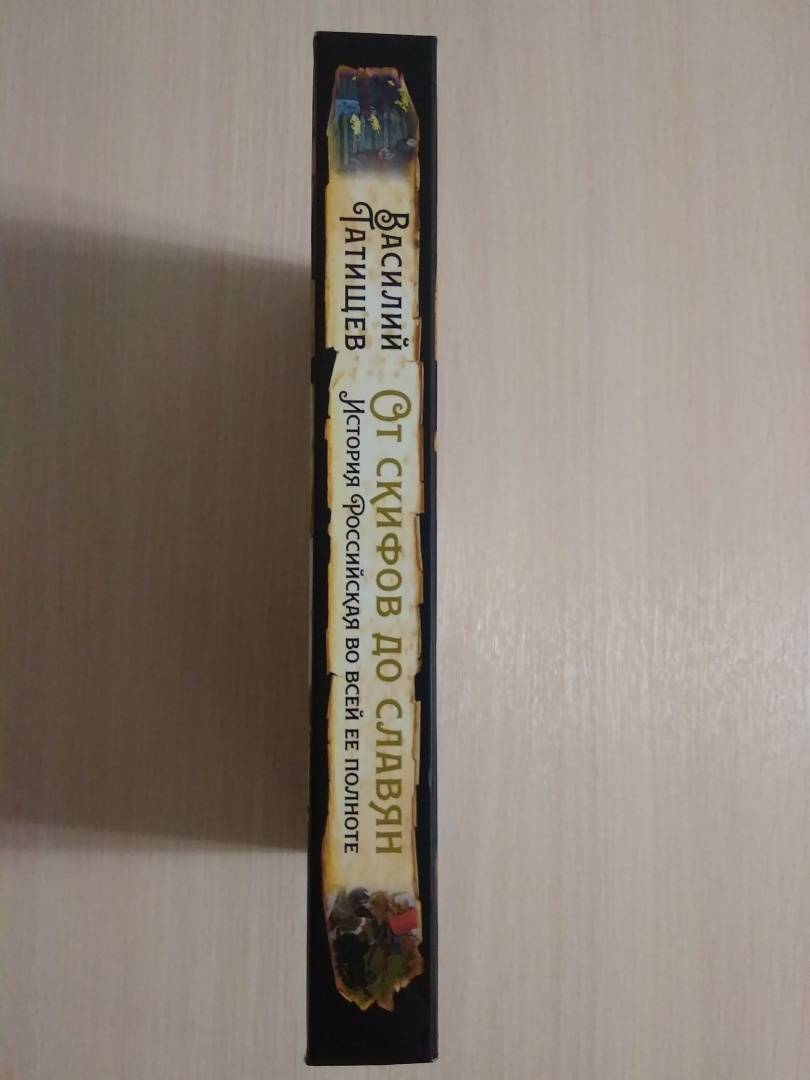 Василий
Татищев
От скифов до славян
История Российская во всей ее полноте